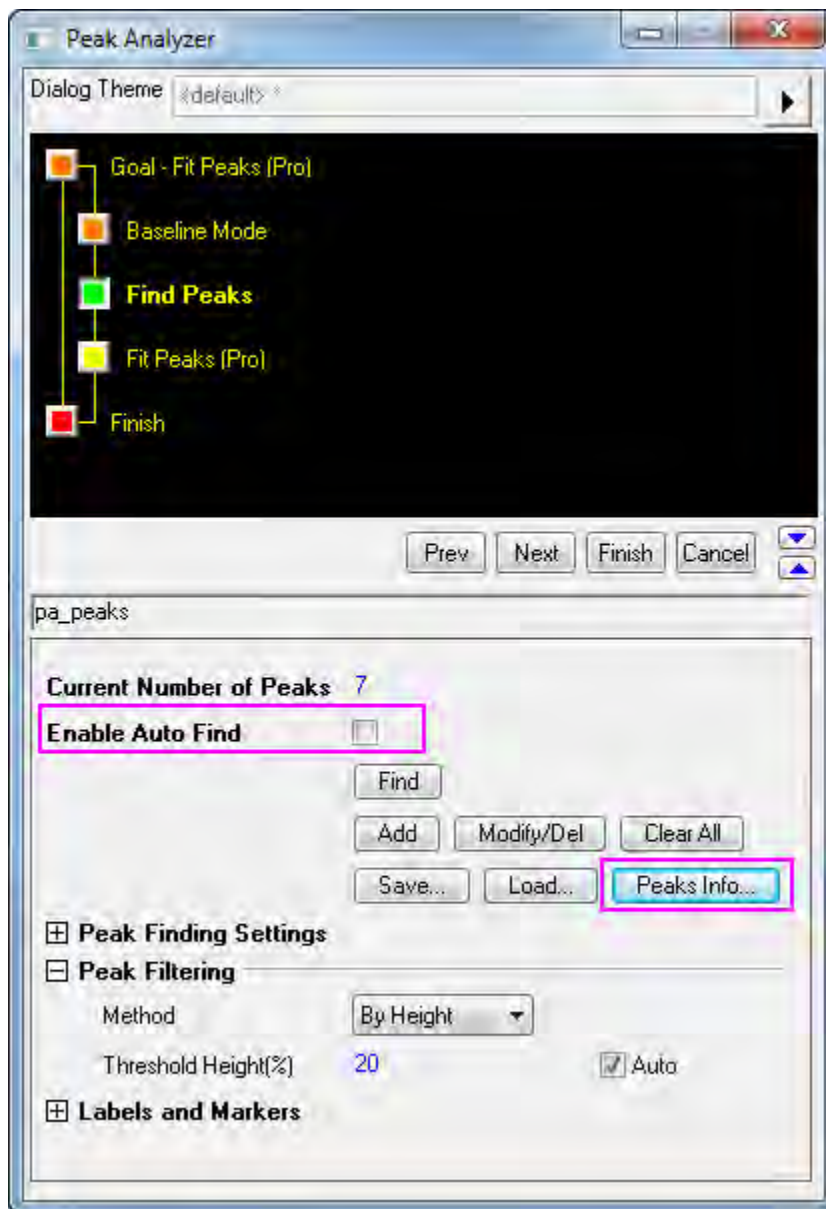 Peak Analyzer
Dialog Theme <default> *
Goal - Fit Peaks (Pro)
Baseline Mode
Find Peaks
Fit Peaks (Pro)
Finish
Prev Next Finish Cancel
pa_peaks
Current Number of Peaks 7
Enable Auto Find
Find
Add Modify/Del Clear All
Save... Load... Peaks Info...
Peak Finding Settings
Peak Filtering
Method By Height
Threshold Height(%) 20 Auto
Labels and Markers